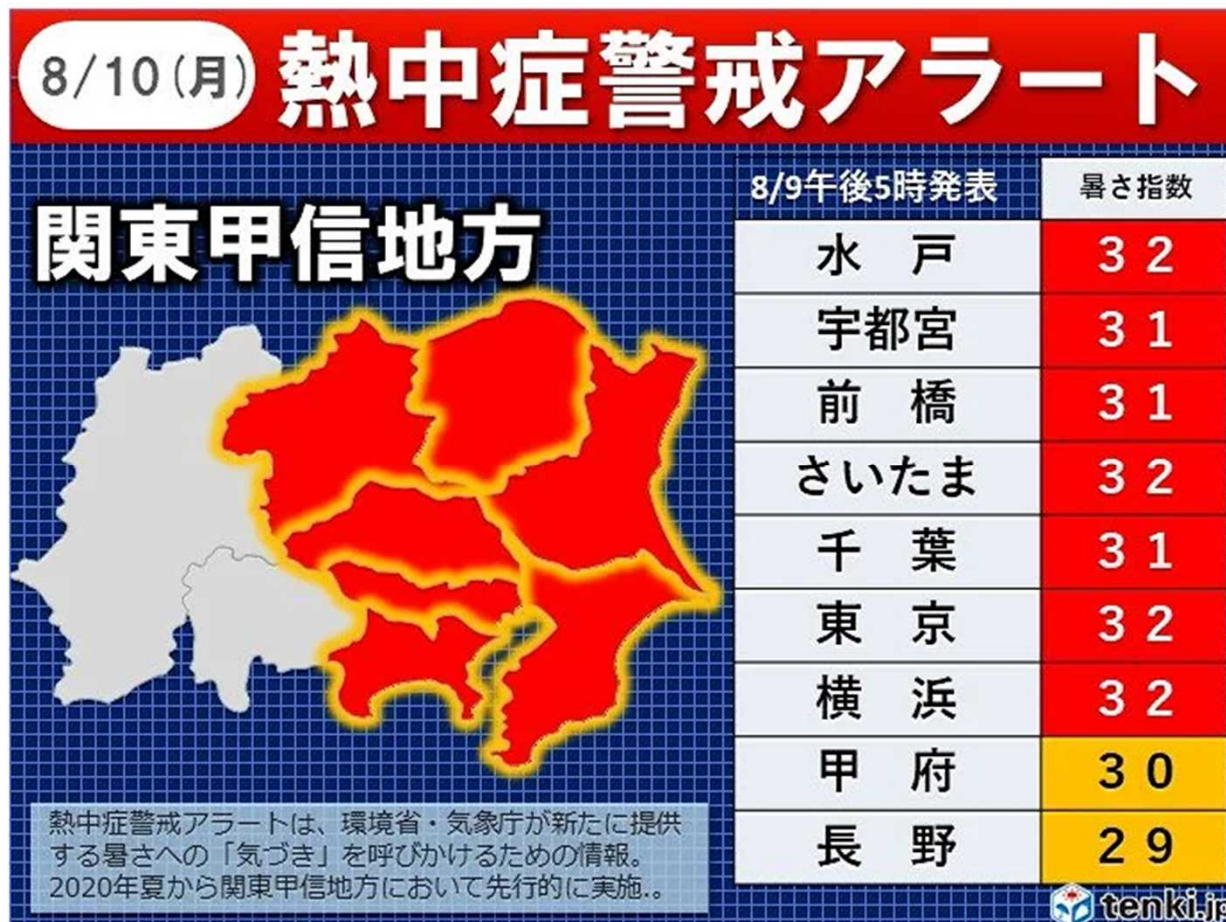 8/10(月) 熱中症警戒アラート
関東甲信地方
8/9午後5時発表 暑さ指数
水戸 32
宇都宮 31
前橋 31
さいたま 32
千葉 31
東京 32
横浜 32
甲府 30
長野 29
熱中症警戒アラートは、環境省・気象庁が新たに提供
する暑さへの「気づき」を呼びかけるための情報。
2020年夏から関東甲信地方において先行的に実施.。
tenki.jp